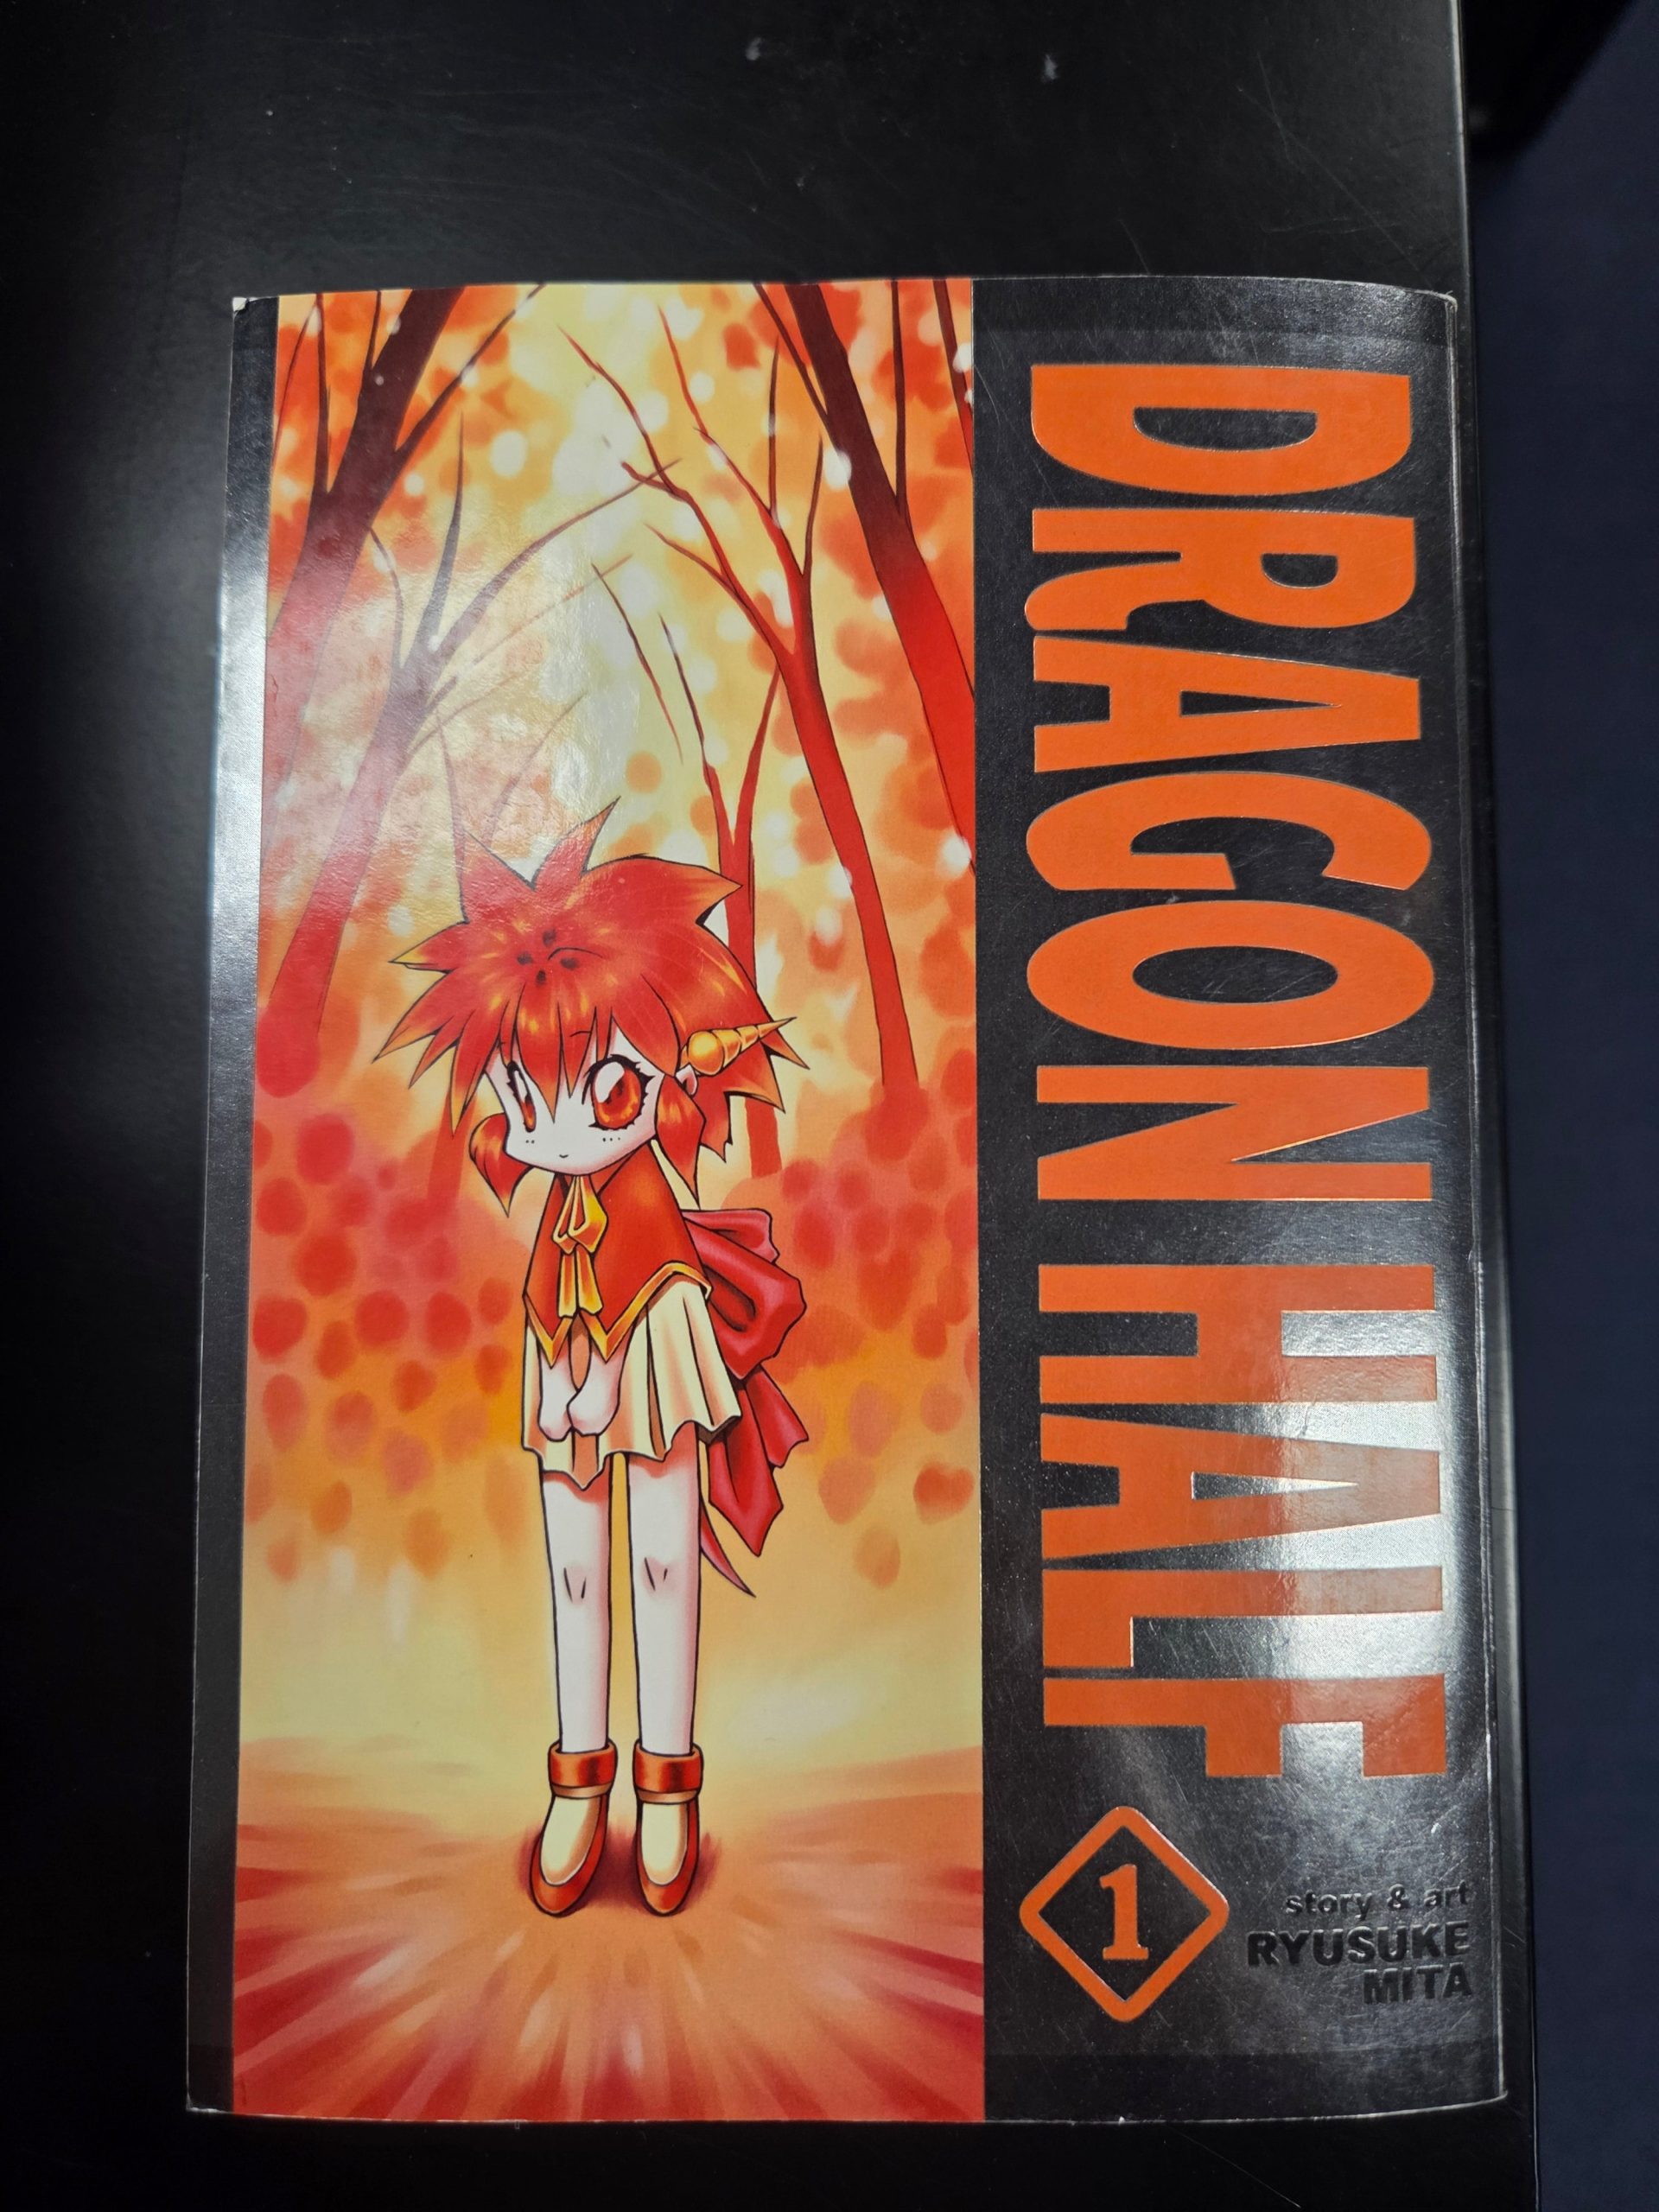 DRAGON HALF
1
story & art
RYUSUKE
MITA